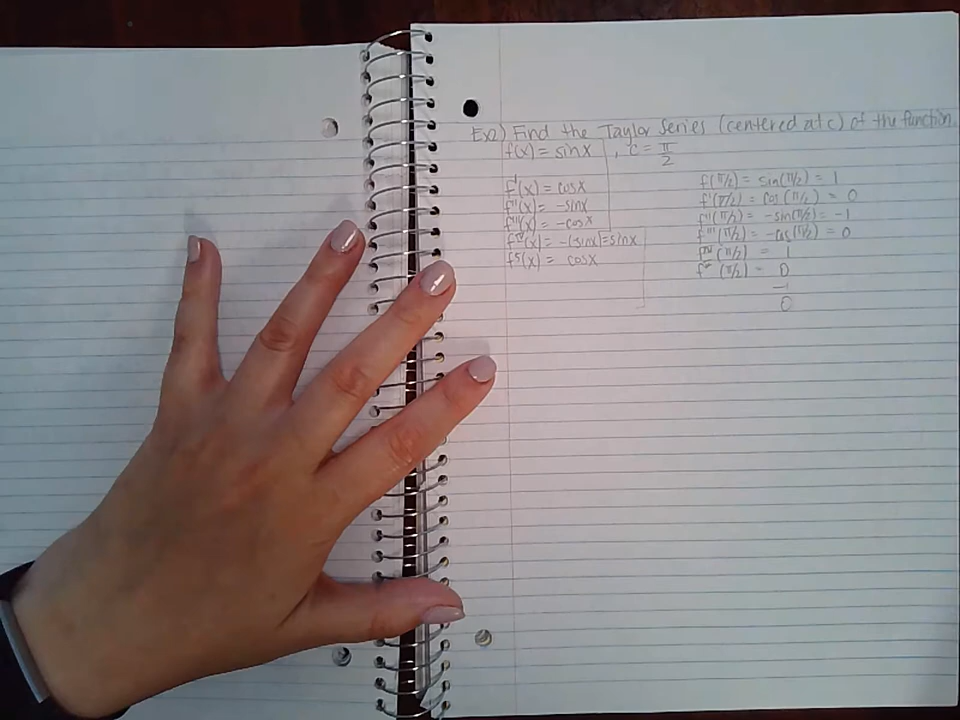 Ex2) Find the Taylor Series (centered at c) of the function
f(x) = sinx , c = π/2
f'(x) = cosx
f''(x) = -sinx
f'''(x) = -cosx
f^IV(x) = -(sinx)=sinx
f^5(x) = cosx
f(π/2) = sin(π/2) = 1
f'(π/2) = cos(π/2) = 0
f''(π/2) = -sin(π/2) = -1
f'''(π/2) = -cos(π/2) = 0
f^IV(π/2) = 1
f^V(π/2) = 0
-1
0